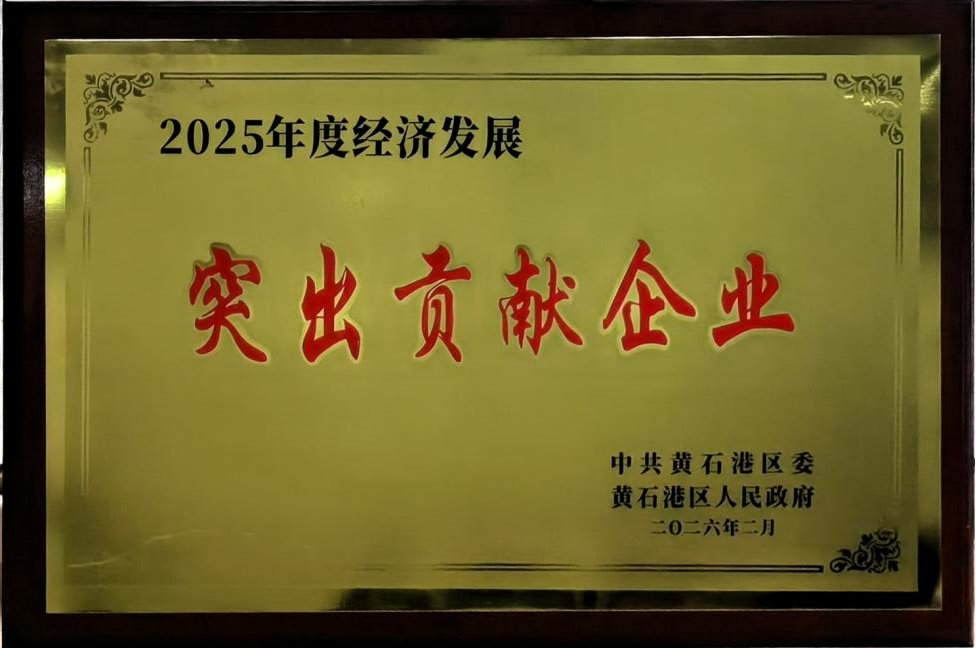 2025年度经济发展
突出贡献企业
中共黄石港区委
黄石港区人民政府
二〇二六年二月